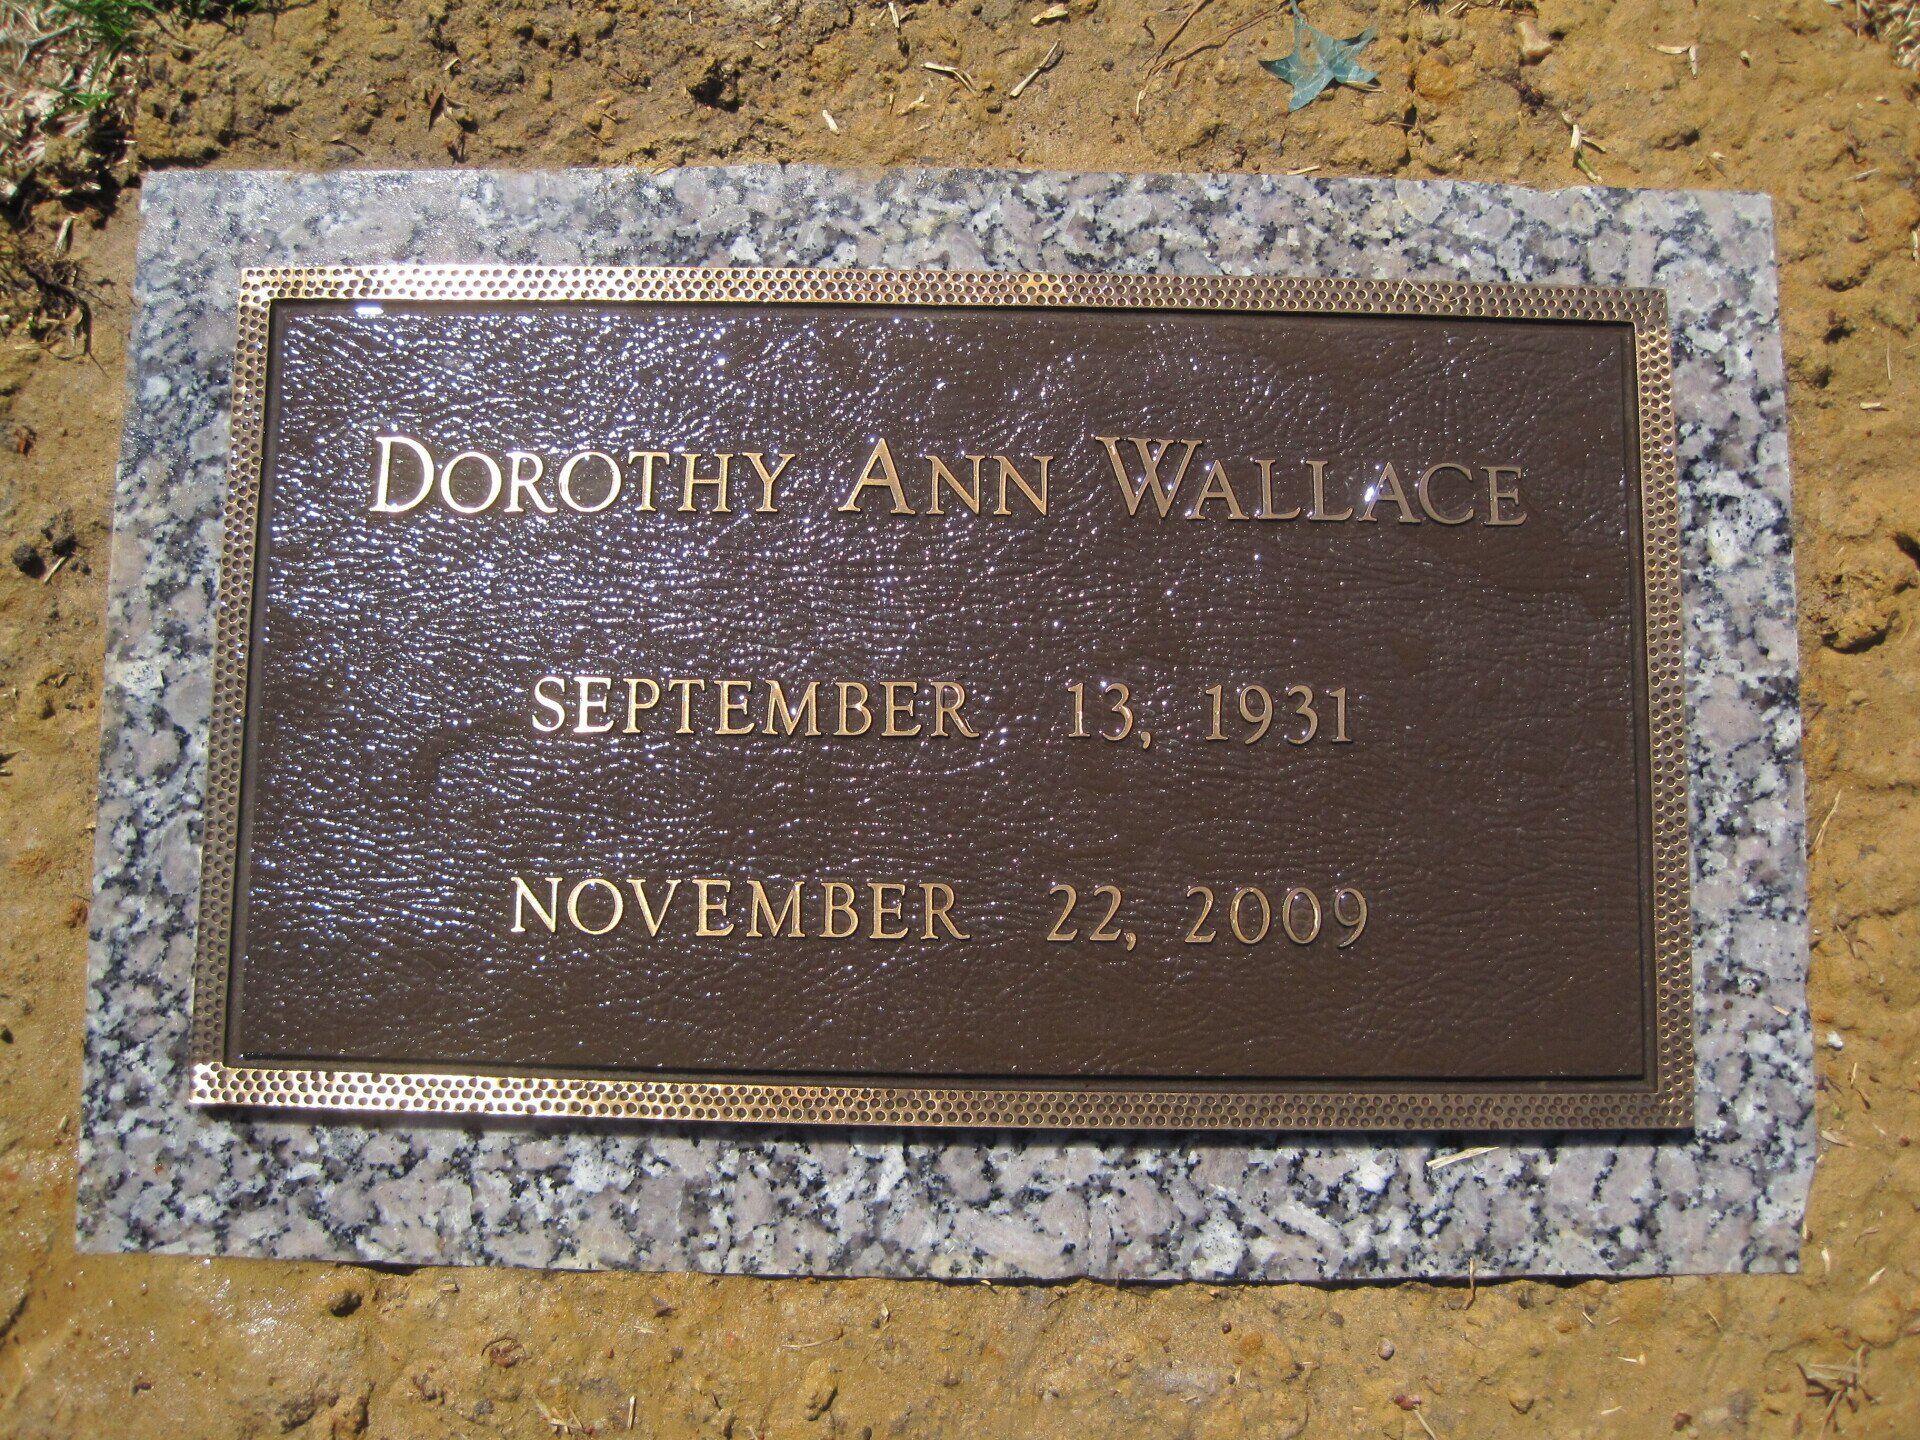 DOROTHY ANN WALLACE
SEPTEMBER 13, 1931
NOVEMBER 22, 2009